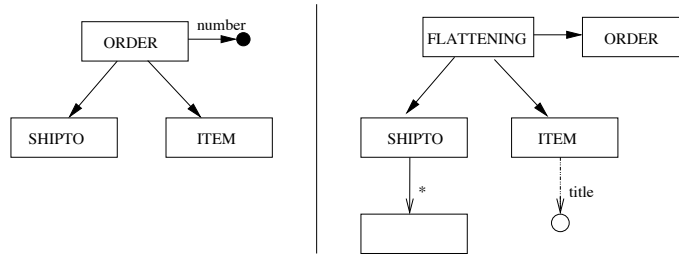 number
ORDER
SHIPTO
ITEM
FLATTENING
ORDER
SHIPTO
ITEM
*
title